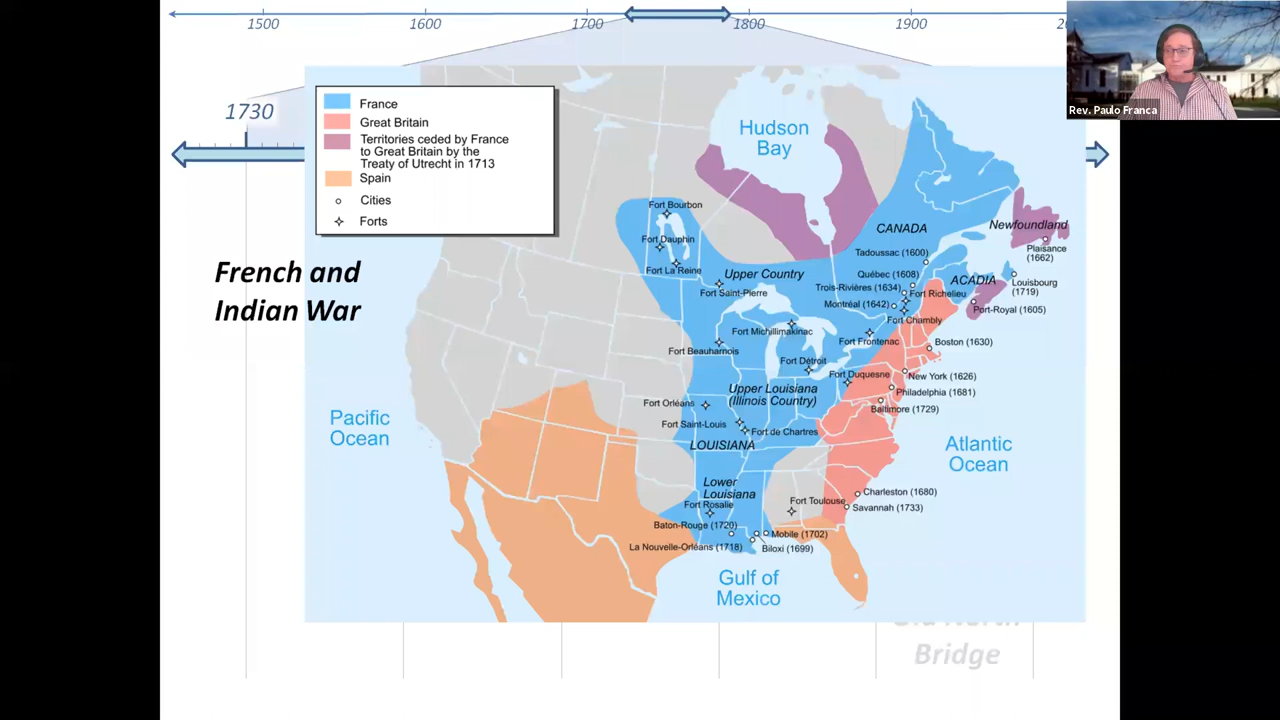 1500
1600
1700
1800
1900
Rev. Paulo Franca
1730
France
Great Britain
Territories ceded by France
to Great Britain by the
Treaty of Utrecht in 1713
Spain
Cities
Forts
French and
Indian War
Hudson
Bay
Fort Bourbon
Fort Dauphin
Fort La Reine
CANADA
Newfoundland
Plaisance
(1662)
Tadoussac (1600)
Upper Country
Québec (1608)
ACADIA
Louisbourg
(1719)
Trois-Rivières (1634)
Fort Richelieu
Fort Saint-Pierre
Montréal (1642)
Port-Royal (1605)
Fort Chambly
Fort Michillimakinac
Fort Frontenac
Boston (1630)
Fort Beauharnois
Fort Détroit
Fort Duquesne
New York (1626)
Upper Louisiana
(Illinois Country)
Philadelphia (1681)
Fort Orléans
Baltimore (1729)
Pacific
Ocean
Fort Saint-Louis
Fort de Chartres
LOUISIANA
Atlantic
Ocean
Lower
Louisiana
Charleston (1680)
Fort Rosalie
Fort Toulouse
Savannah (1733)
Baton-Rouge (1720)
Mobile (1702)
La Nouvelle-Orléans (1718)
Biloxi (1699)
Gulf of
Mexico
Old North
Bridge